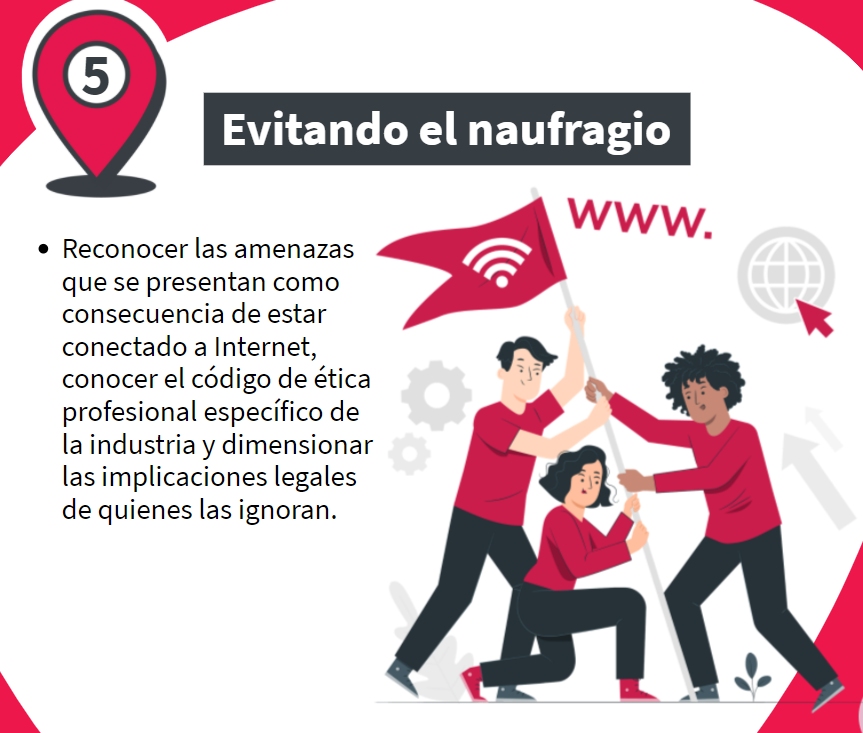 5
Evitando el naufragio
www.
• Reconocer las amenazas
que se presentan como
consecuencia de estar
conectado a Internet,
conocer el código de ética
profesional específico de
la industria y dimensionar
las implicaciones legales
de quienes las ignoran.